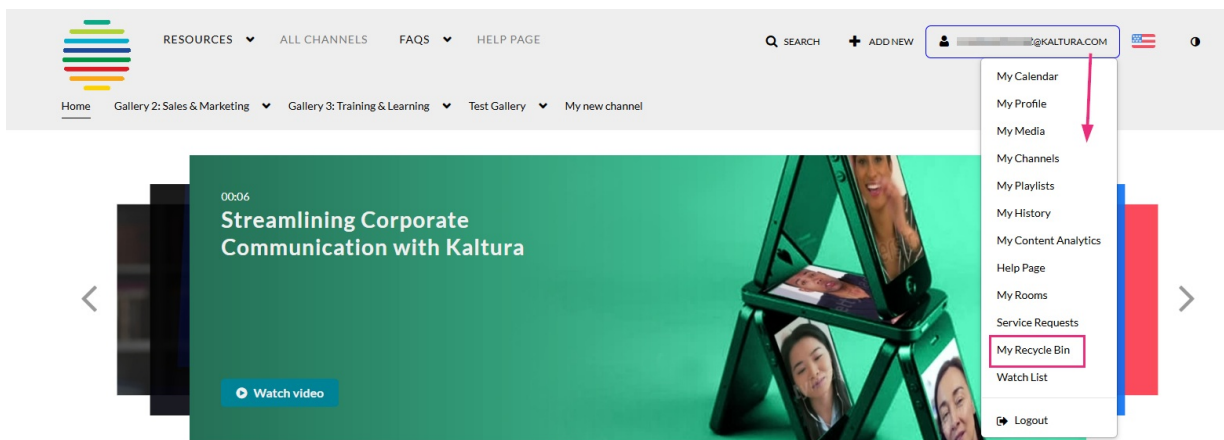 RESOURCES
ALL CHANNELS
FAQS
HELP PAGE
SEARCH
ADD NEW
@KALTURA.COM
Home
Gallery 2: Sales & Marketing
Gallery 3: Training & Learning
Test Gallery
My new channel
My Calendar
My Profile
My Media
My Channels
My Playlists
My History
My Content Analytics
Help Page
My Rooms
Service Requests
My Recycle Bin
Watch List
Logout
00:06
Streamlining Corporate
Communication with Kaltura
Watch video